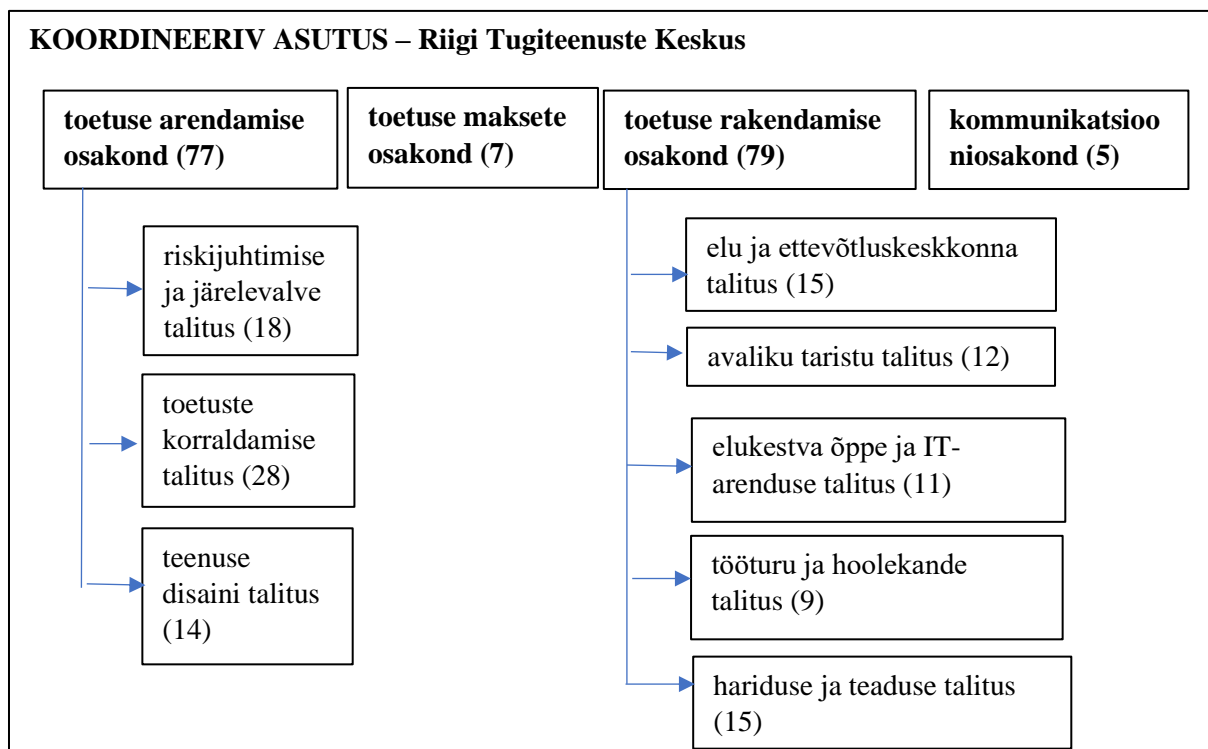 KOORDINEERIV ASUTUS – Riigi Tugiteenuste Keskus
toetuse arendamise
osakond (77)
toetuse maksete
osakond (7)
toetuse rakendamise
osakond (79)
kommunikatsioo
niosakond (5)
riskijuhtimise
ja järelevalve
talitus (18)
toetuste
korraldamise
talitus (28)
teenuse
disaini talitus
(14)
elu ja ettevõtluskeskkonna
talitus (15)
avaliku taristu talitus (12)
elukestva õppe ja IT-
arenduse talitus (11)
tööturu ja hoolekande
talitus (9)
hariduse ja teaduse talitus
(15)